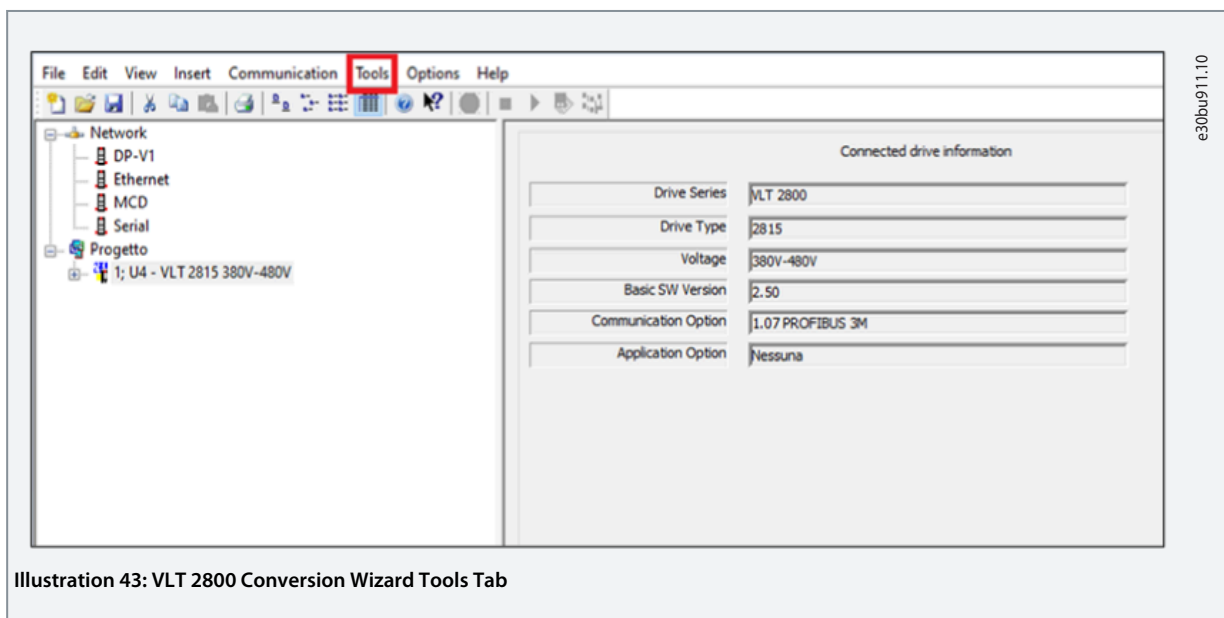 File Edit View Insert Communication Tools Options Help
Network
DP-V1
Ethernet
MCD
Serial
Progetto
1; U4 - VLT 2815 380V-480V
Connected drive information
Drive Series VLT 2800
Drive Type 2815
Voltage 380V-480V
Basic SW Version 2.50
Communication Option 1.07 PROFIBUS 3M
Application Option Nessuna
e30bu911.10
Illustration 43: VLT 2800 Conversion Wizard Tools Tab